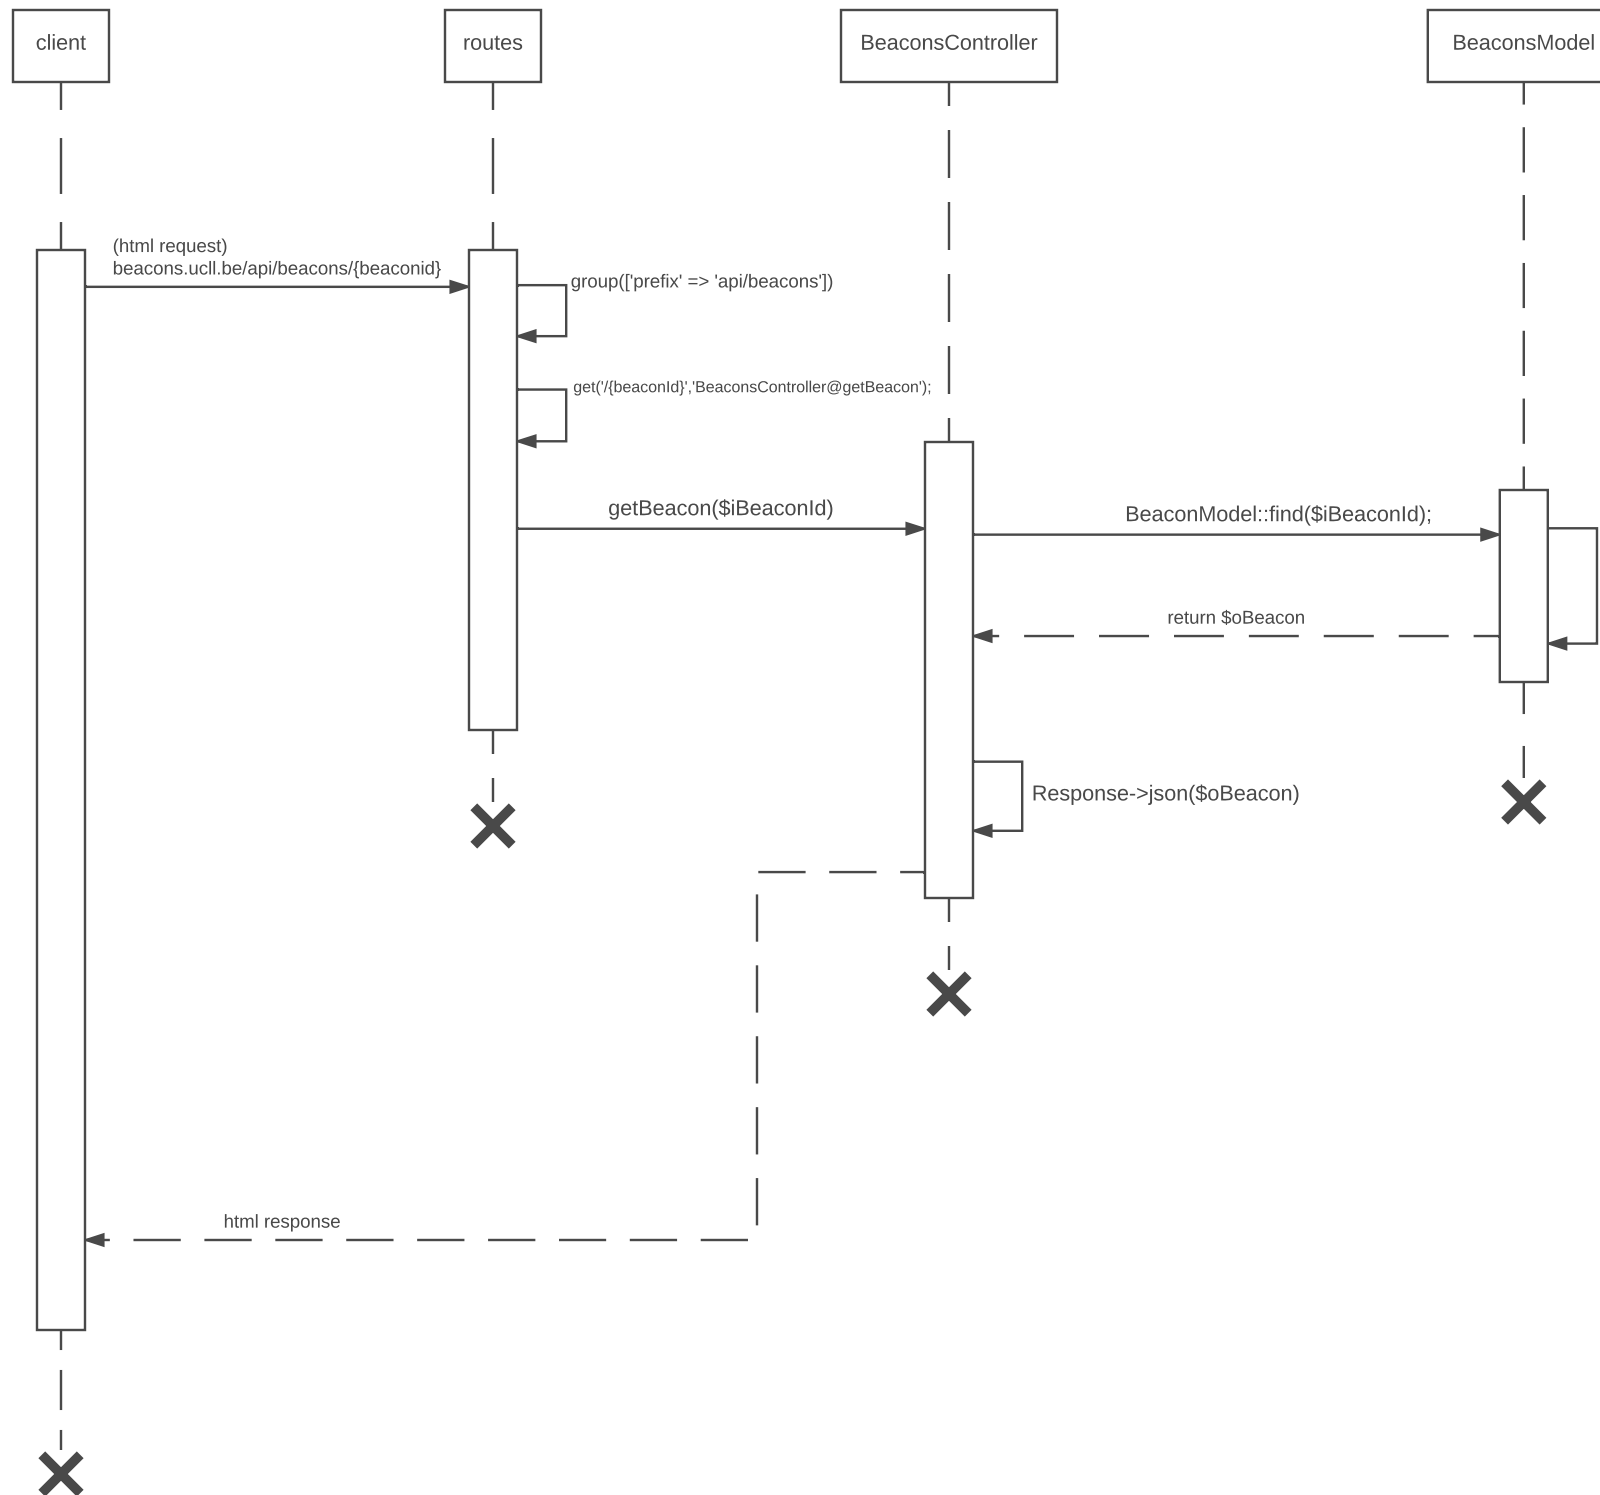 client
routes
BeaconsController
BeaconsModel
(html request)
beacons.ucll.be/api/beacons/{beaconid}
group(['prefix' => 'api/beacons'])
get('/{beaconId}','BeaconsController@getBeacon');
getBeacon($iBeaconId)
BeaconModel::find($iBeaconId);
return $oBeacon
Response->json($oBeacon)
html response